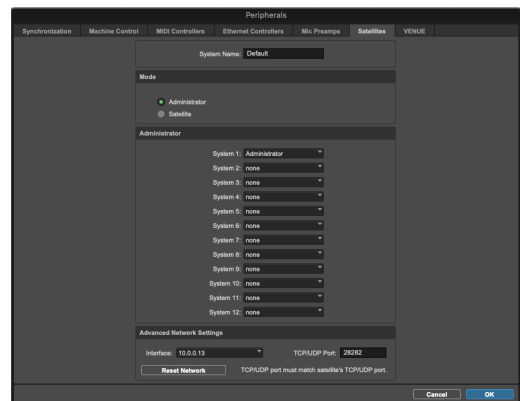 Peripherals
Synchronization Machine Control MIDI Controllers Ethernet Controllers Mic Preamps Satellites VENUE
System Name: Default
Mode
Administrator
Satellite
Administrator
System 1: Administrator
System 2: none
System 3: none
System 4: none
System 5: none
System 6: none
System 7: none
System 8: none
System 9: none
System 10: none
System 11: none
System 12: none
Advanced Network Settings
Interface: 10.0.0.13 TCP/UDP Port: 28282
Reset Network TCP/UDP port must match satellite's TCP/UDP port.
Cancel OK